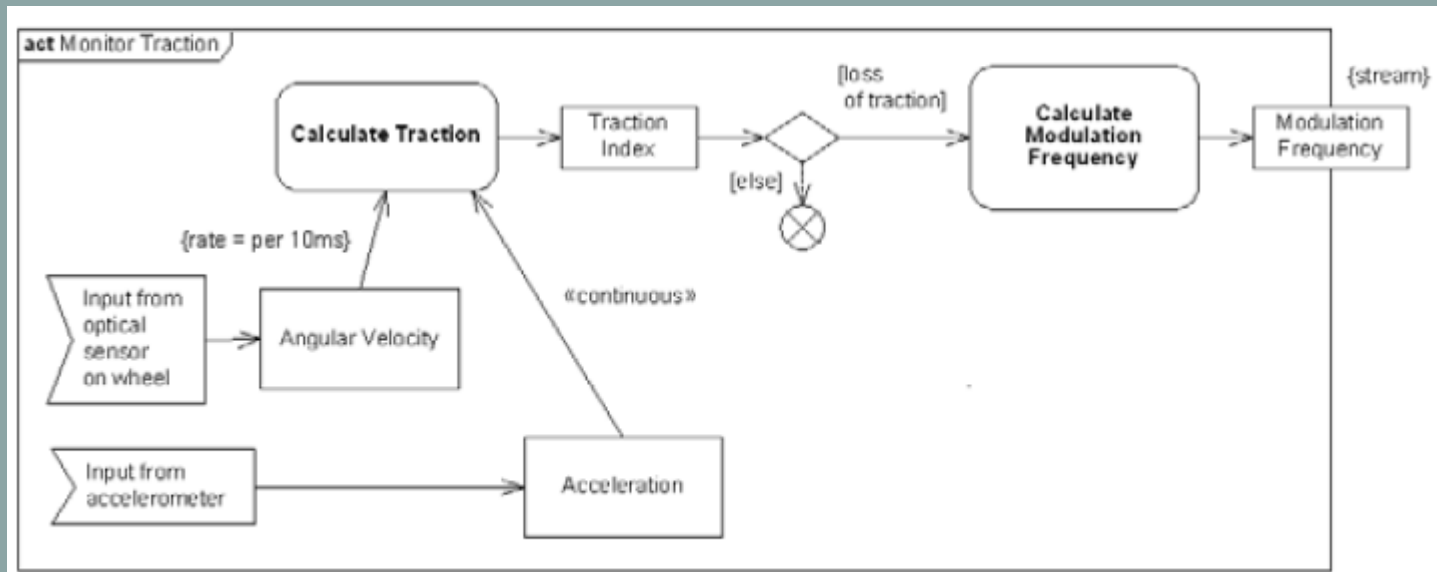 act Monitor Traction
Calculate Traction
Traction
Index
[loss
of traction]
[else]
Calculate
Modulation
Frequency
{stream}
Modulation
Frequency
{rate = per 10ms}
«continuous»
Input from
optical
sensor
on wheel
Angular Velocity
Input from
accelerometer
Acceleration